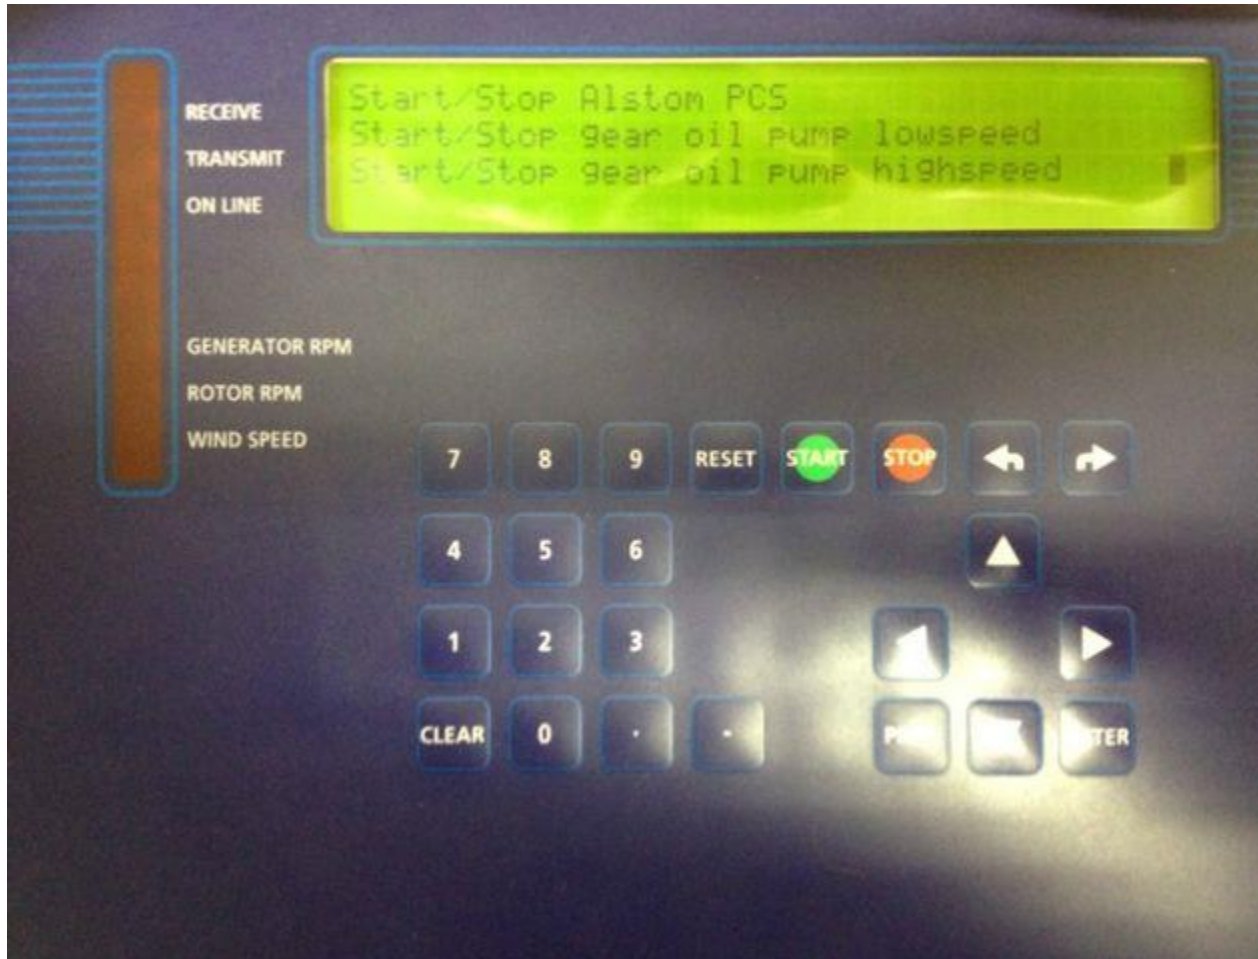 Start/Stop Alstom PCS
Start/Stop gear oil pump lowspeed
Start/Stop gear oil pump highspeed
RECEIVE
TRANSMIT
ON LINE
GENERATOR RPM
ROTOR RPM
WIND SPEED
7 8 9 RESET START STOP
4 5 6
1 2 3
CLEAR 0 . -